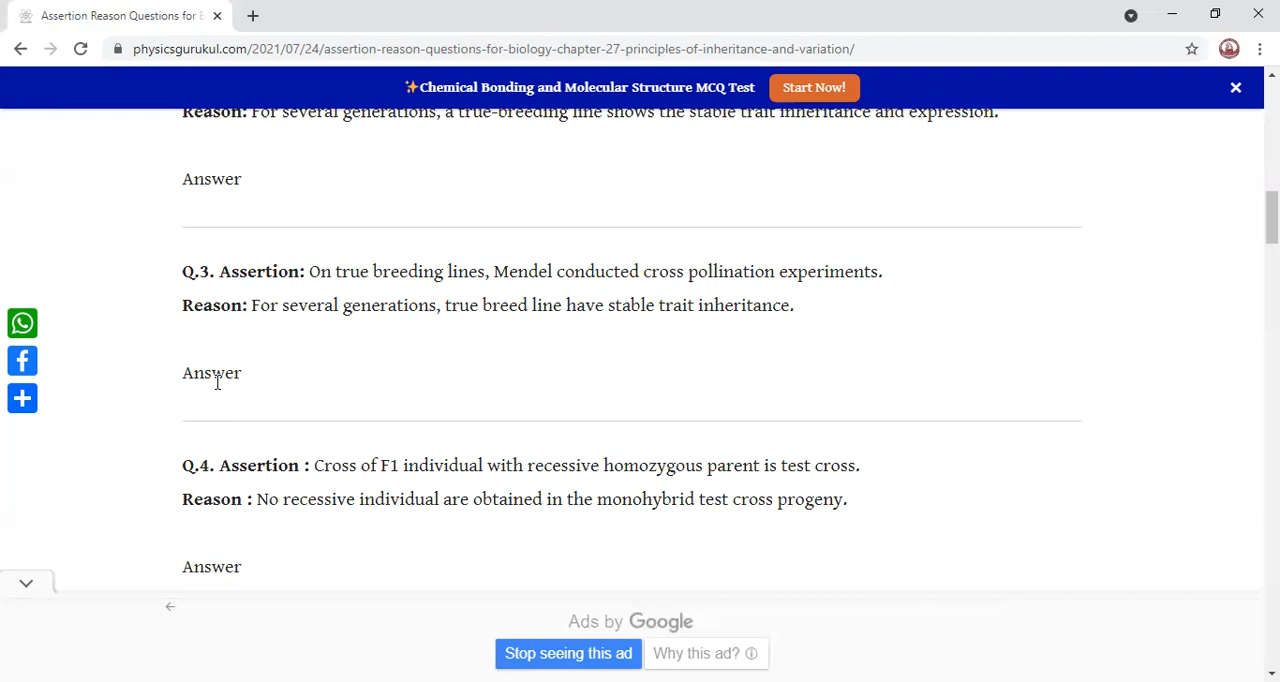 Assertion Reason Questions for B
physicsgurukul.com/2021/07/24/assertion-reason-questions-for-biology-chapter-27-principles-of-inheritance-and-variation/
✨Chemical Bonding and Molecular Structure MCQ Test Start Now!
Reason: For several generations, a true-breeding line shows the stable trait inheritance and expression.
Answer
Q.3. Assertion: On true breeding lines, Mendel conducted cross pollination experiments.
Reason: For several generations, true breed line have stable trait inheritance.
Answer
Q.4. Assertion : Cross of F1 individual with recessive homozygous parent is test cross.
Reason : No recessive individual are obtained in the monohybrid test cross progeny.
Answer
Ads by Google
Stop seeing this ad Why this ad?